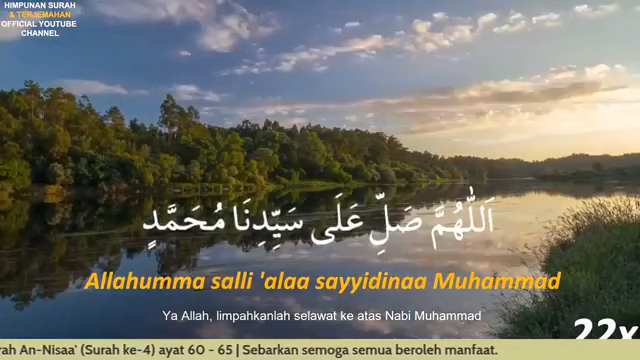 HIMPUNAN SURAH
& TERJEMAHAN
OFFICIAL YOUTUBE
CHANNEL
اَللّٰهُمَّ صَلِّ عَلَى سَيِّدِنَا مُحَمَّدٍ
Allahumma salli 'alaa sayyidinaa Muhammad
Ya Allah, limpahkanlah selawat ke atas Nabi Muhammad
22x
An-Nisaa' (Surah ke-4) ayat 60 - 65 | Sebarkan semoga semua beroleh manfaat.